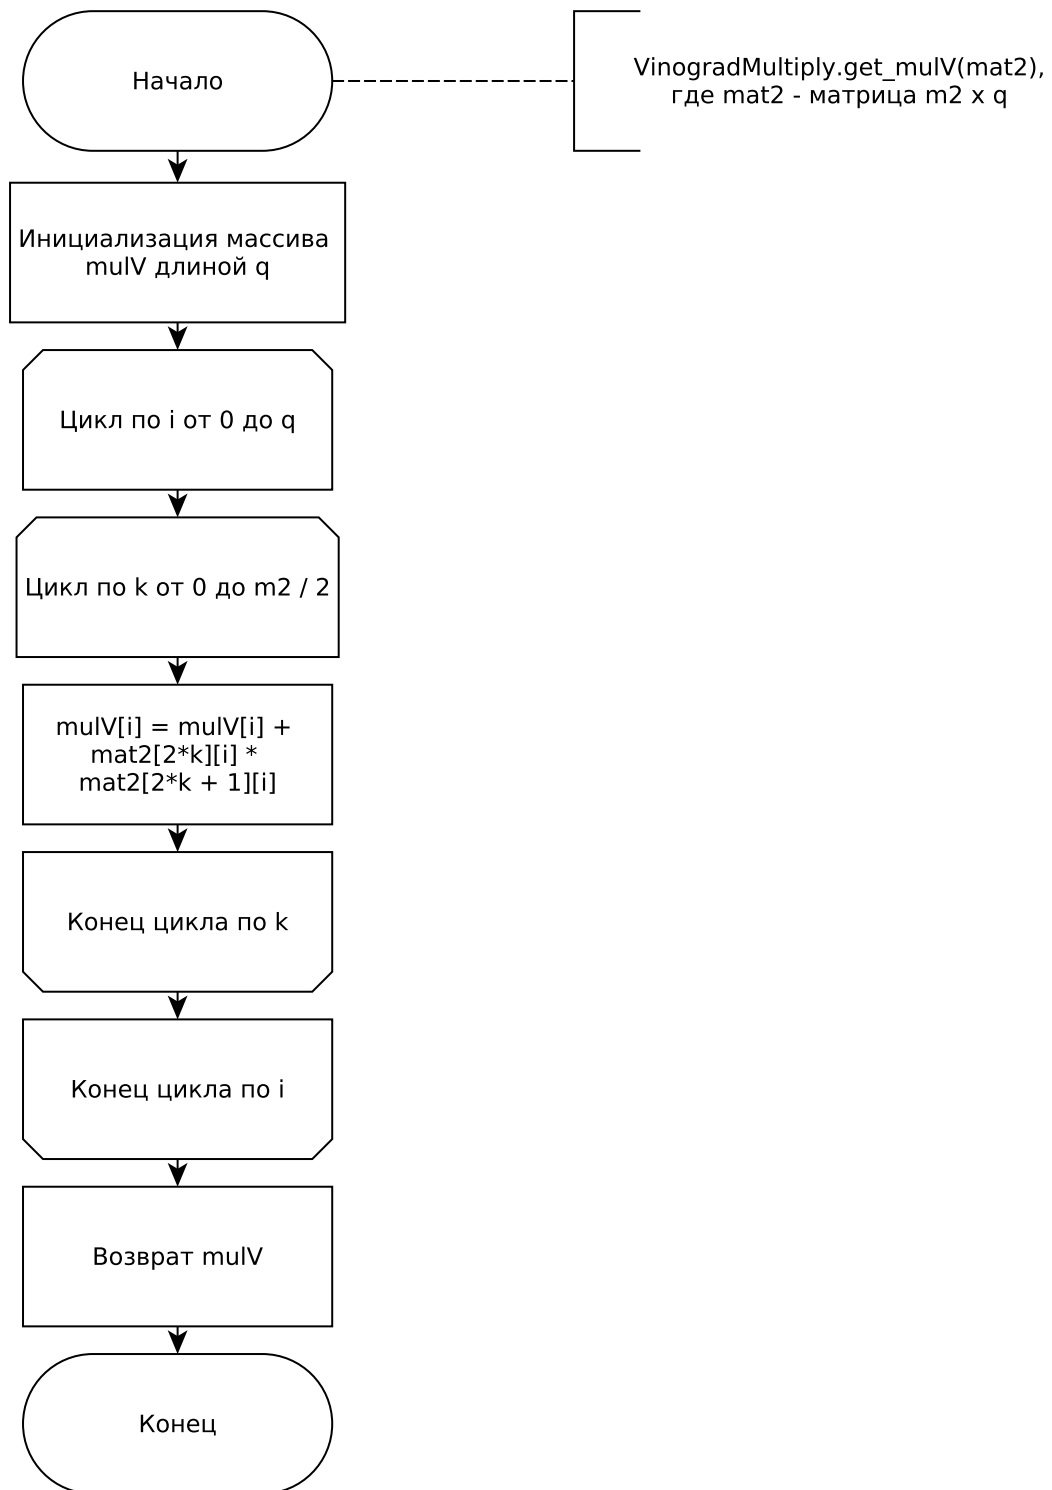 Начало
VinogradMultiply.get_mulV(mat2),
где mat2 - матрица m2 x q
Инициализация массива
mulV длиной q
Цикл по i от 0 до q
Цикл по k от 0 до m2 / 2
mulV[i] = mulV[i] +
mat2[2*k][i] *
mat2[2*k + 1][i]
Конец цикла по k
Конец цикла по i
Возврат mulV
Конец